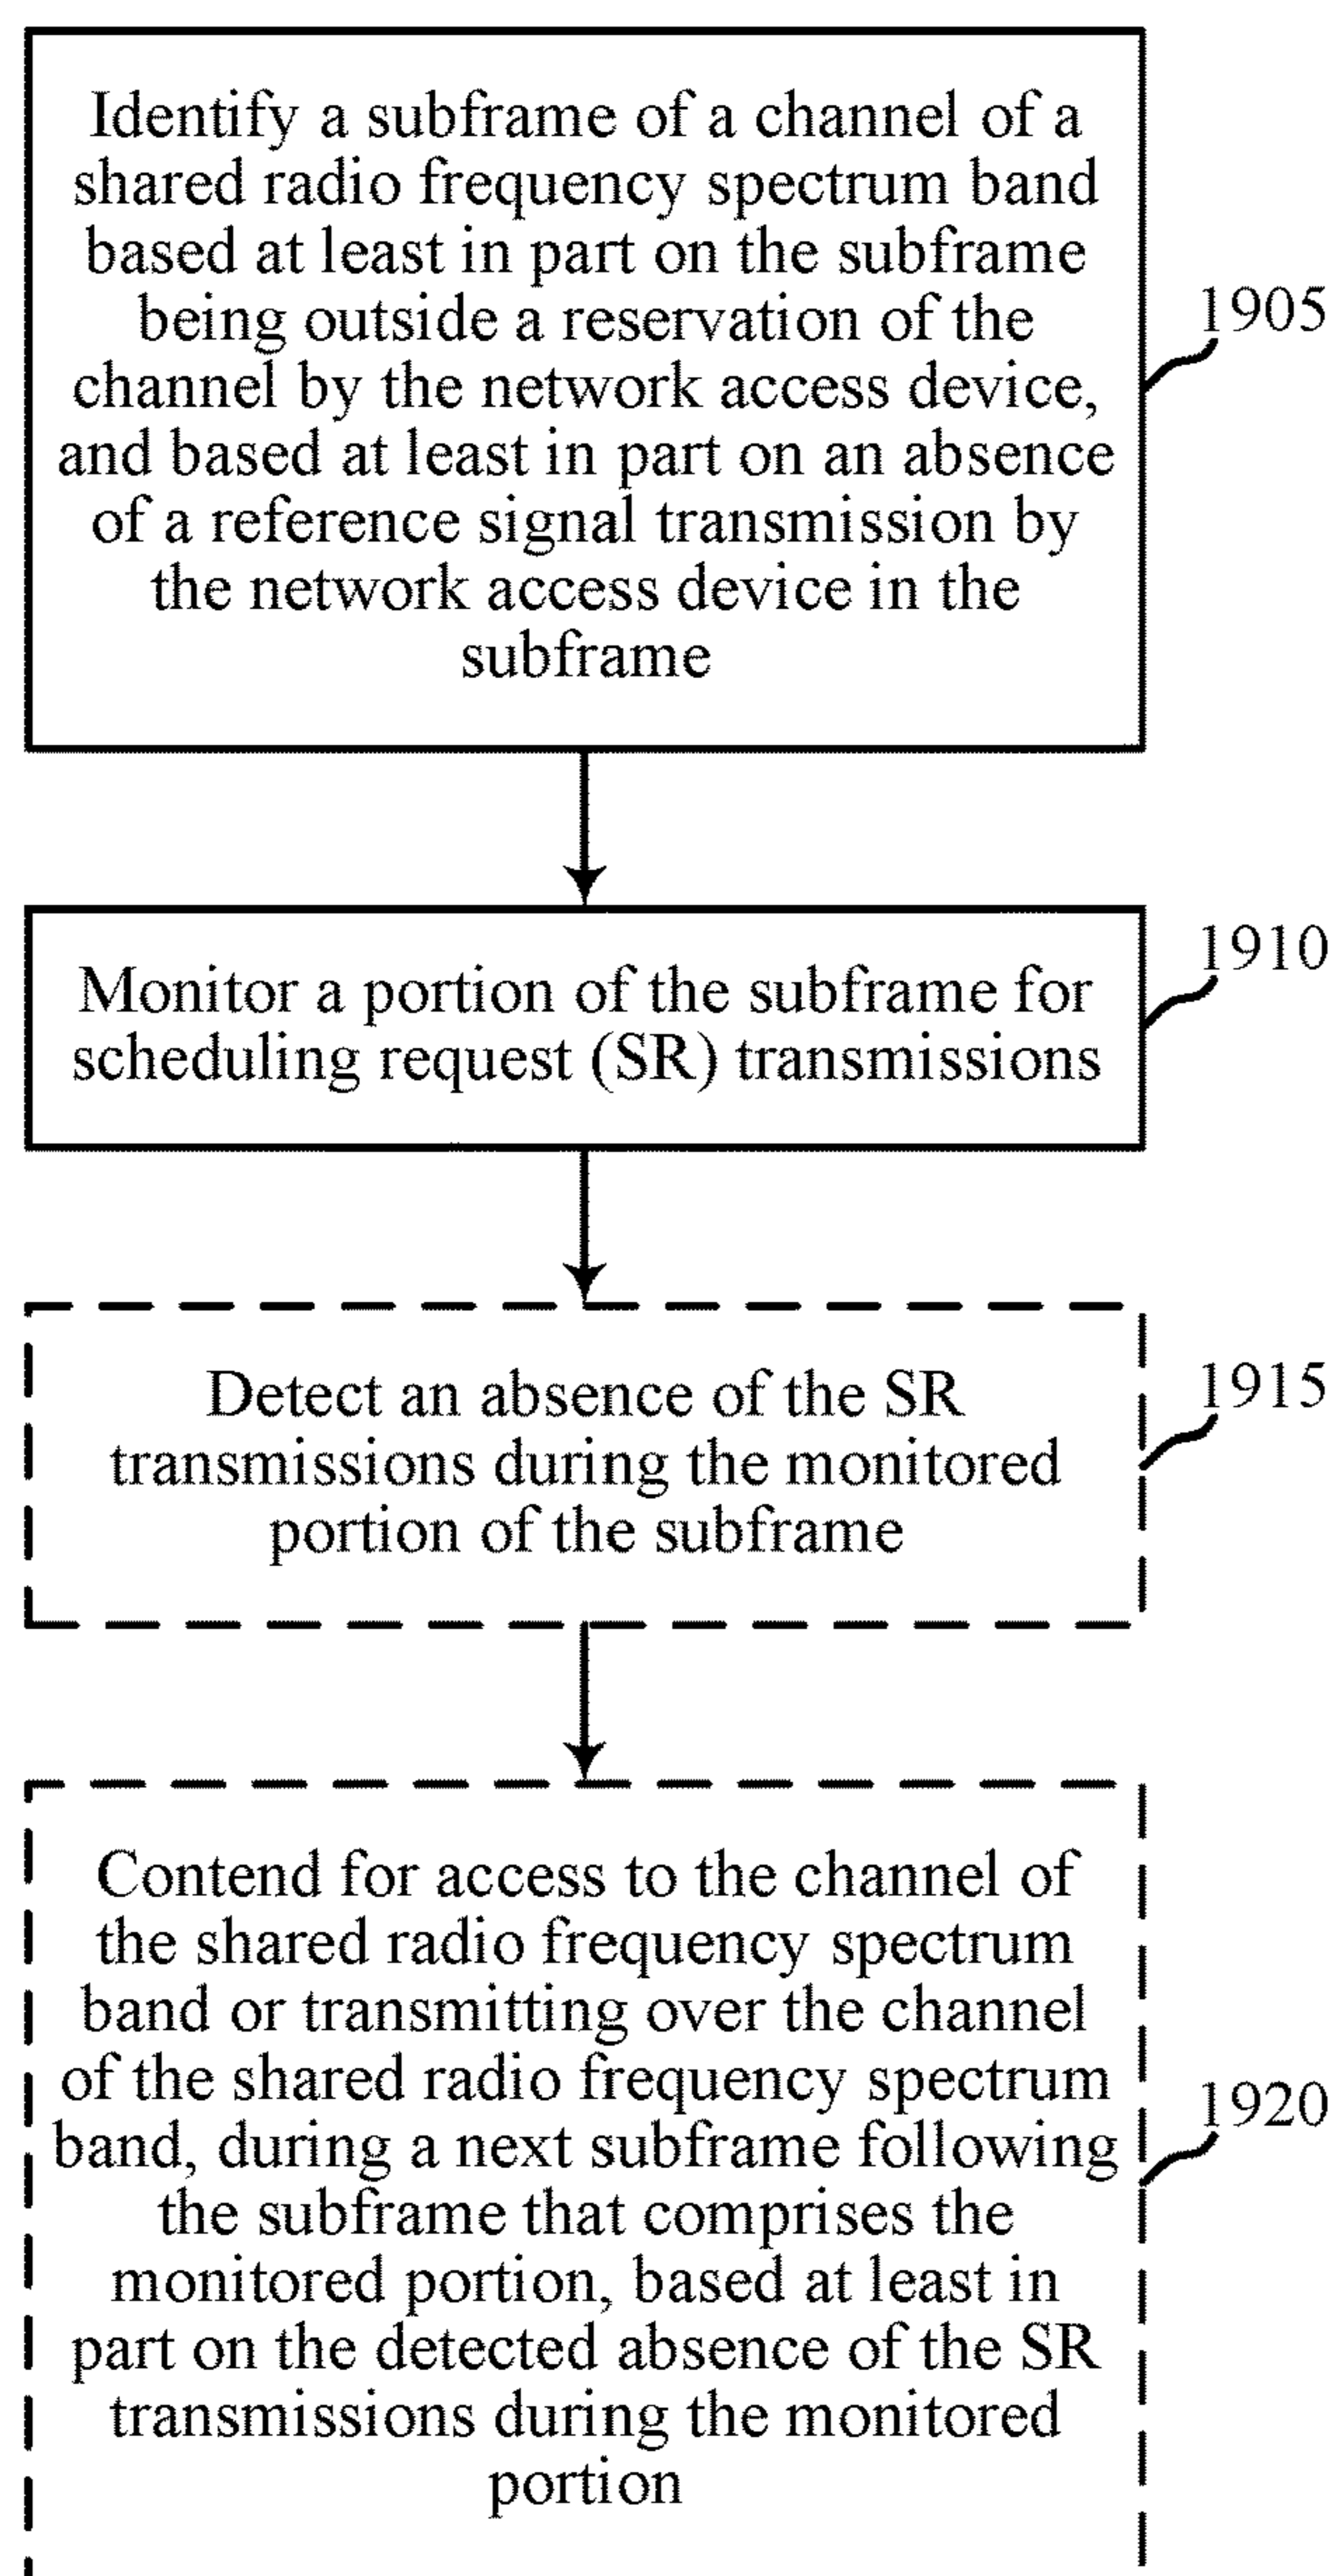 Identify a subframe of a channel of a
shared radio frequency spectrum band
based at least in part on the subframe
being outside a reservation of the
channel by the network access device,
and based at least in part on an absence
of a reference signal transmission by
the network access device in the
subframe
1905
Monitor a portion of the subframe for
scheduling request (SR) transmissions
1910
Detect an absence of the SR
transmissions during the monitored
portion of the subframe
1915
Contend for access to the channel of
the shared radio frequency spectrum
band or transmitting over the channel
of the shared radio frequency spectrum
band, during a next subframe following
the subframe that comprises the
monitored portion, based at least in
part on the detected absence of the SR
transmissions during the monitored
portion
1920